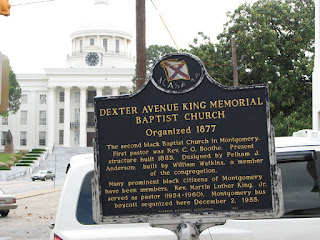 ALABAMA
DEXTER AVENUE KING MEMORIAL
BAPTIST CHURCH
Organized 1877
The second black Baptist Church in Montgomery.
First pastor was Rev. C. O. Boothe. Present
structure built 1885. Designed by Pelham J.
Anderson; built by William Watkins, a member
of the congregation.
Many prominent black citizens of Montgomery
have been members. Rev. Martin Luther King, Jr.
served as pastor (1954-1960). Montgomery bus
boycott organized here December 2, 1955.